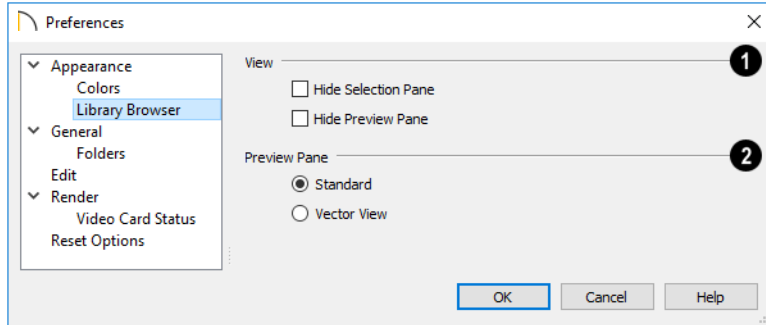 Preferences
Appearance
Colors
Library Browser
General
Folders
Edit
Render
Video Card Status
Reset Options
View
1
Hide Selection Pane
Hide Preview Pane
Preview Pane
2
Standard
Vector View
OK
Cancel
Help